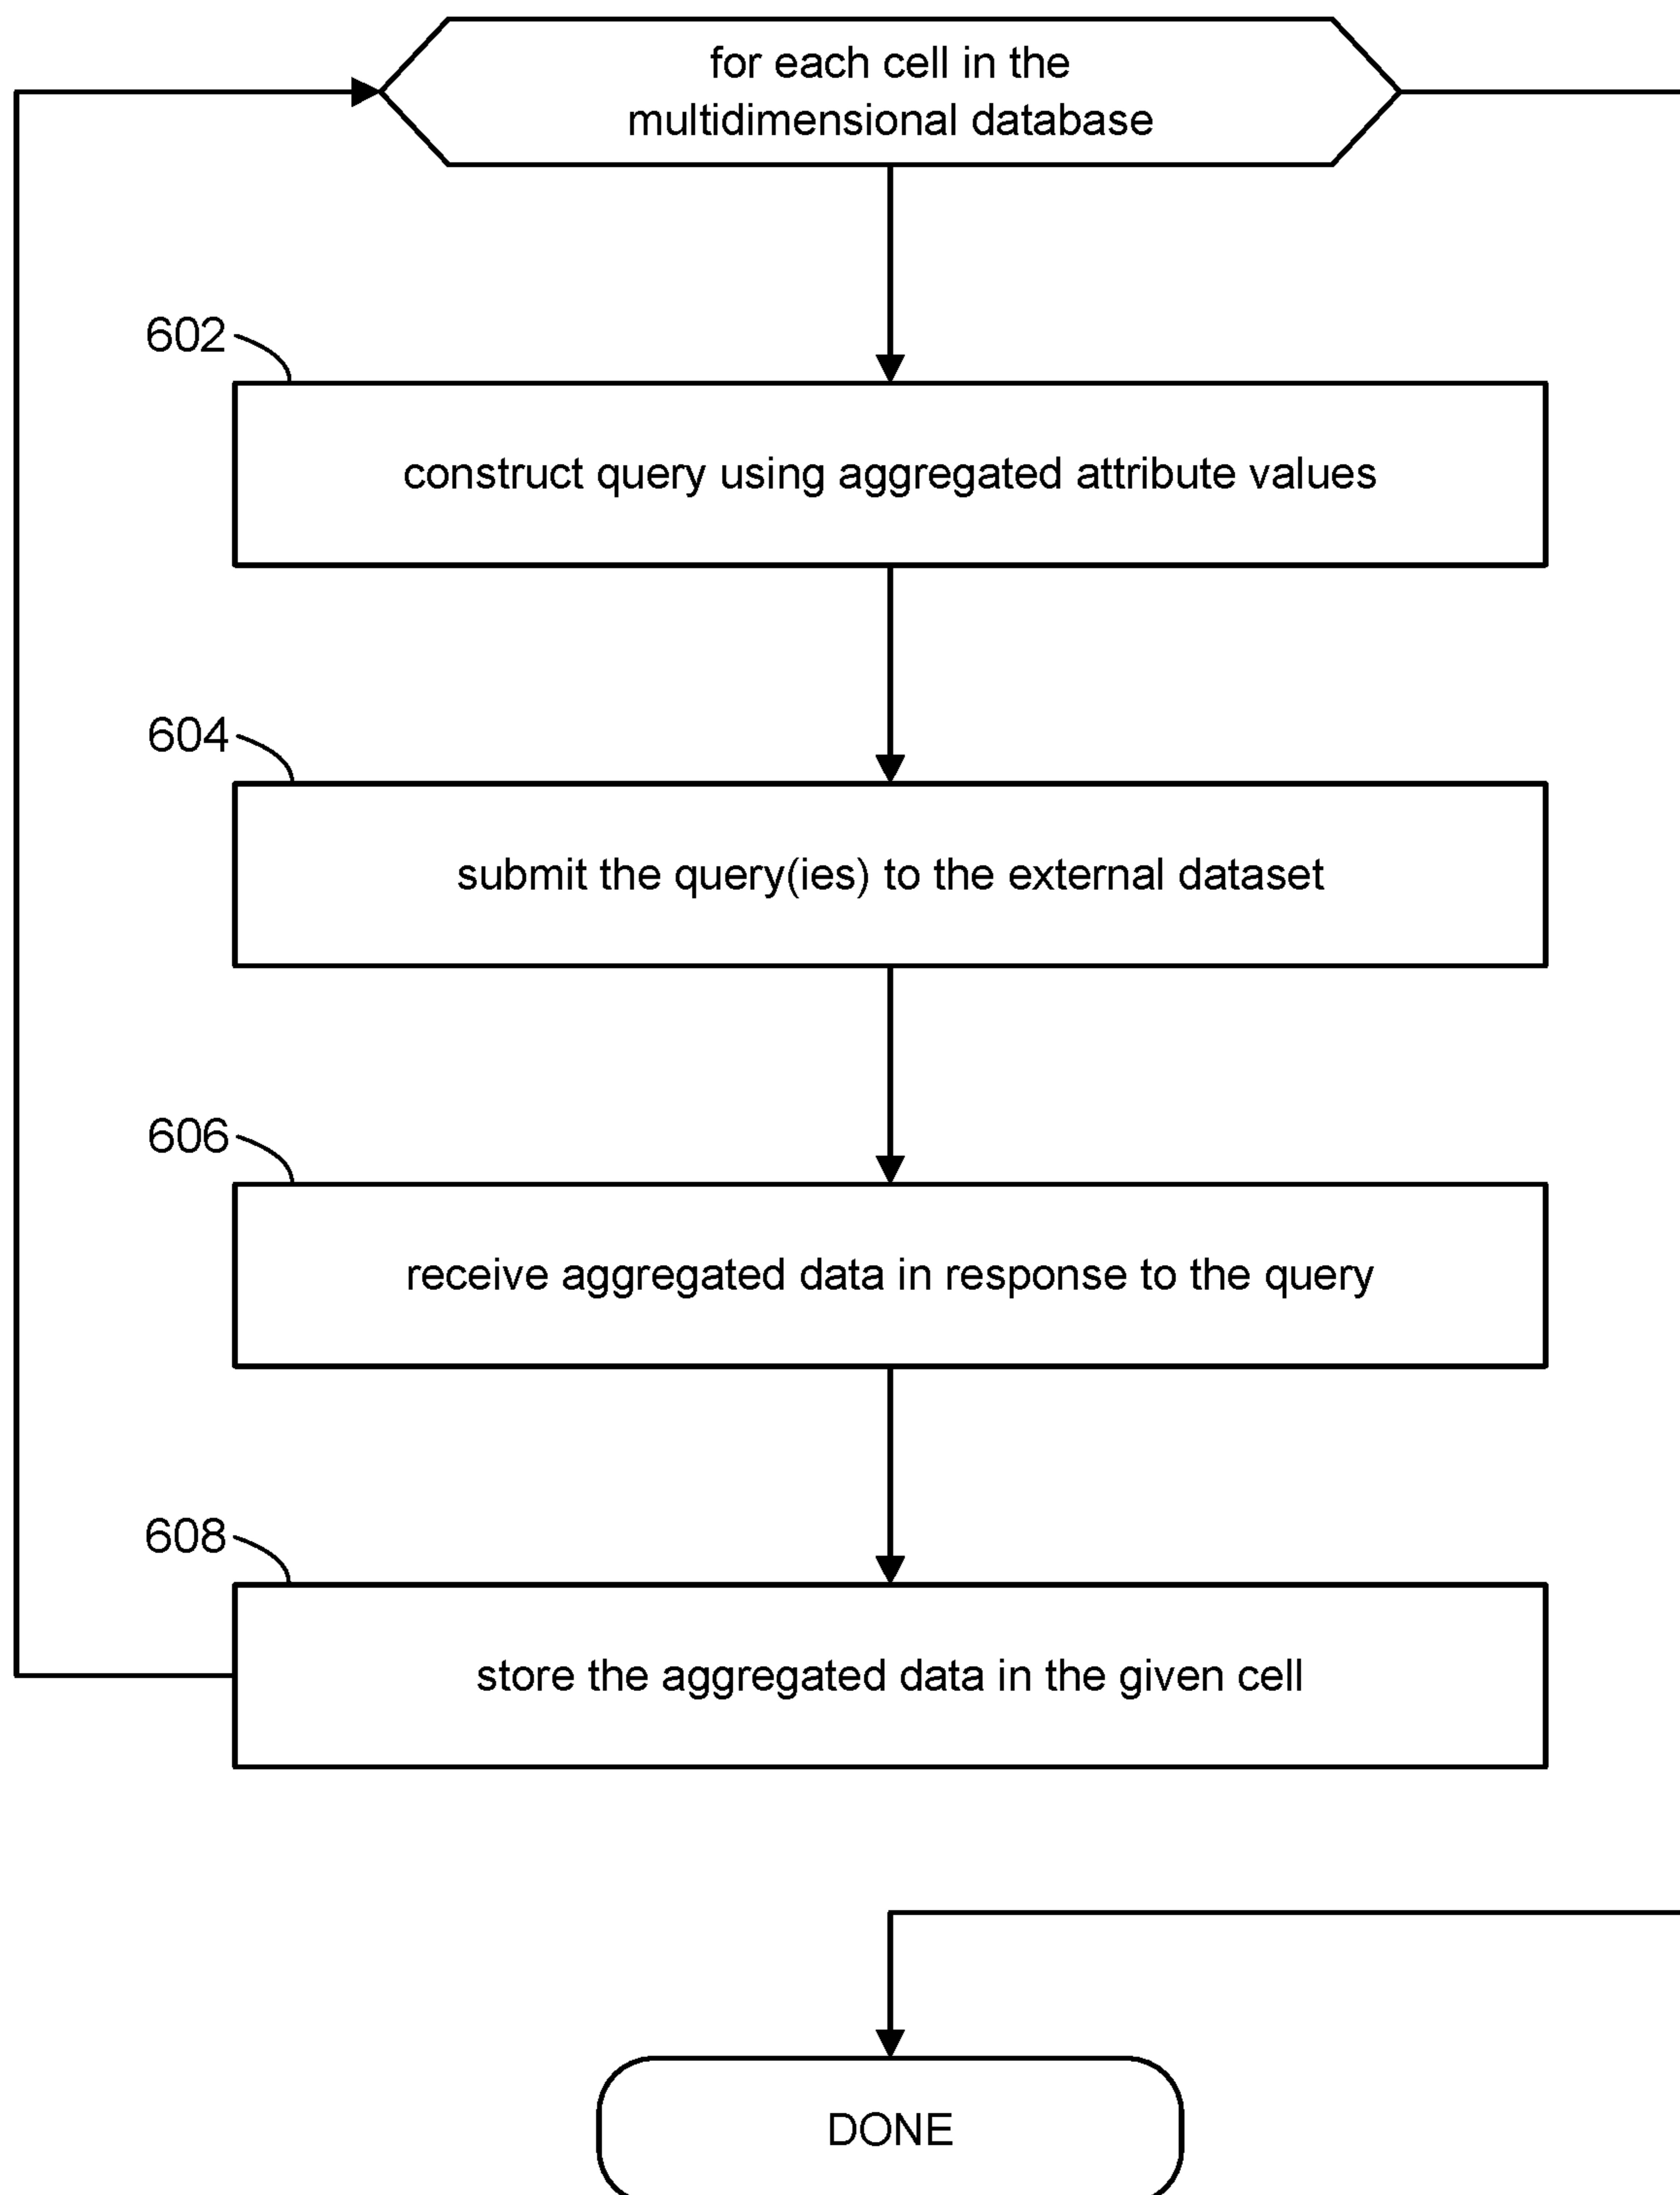 for each cell in the
multidimensional database
602
construct query using aggregated attribute values
604
submit the query(ies) to the external dataset
606
receive aggregated data in response to the query
608
store the aggregated data in the given cell
DONE